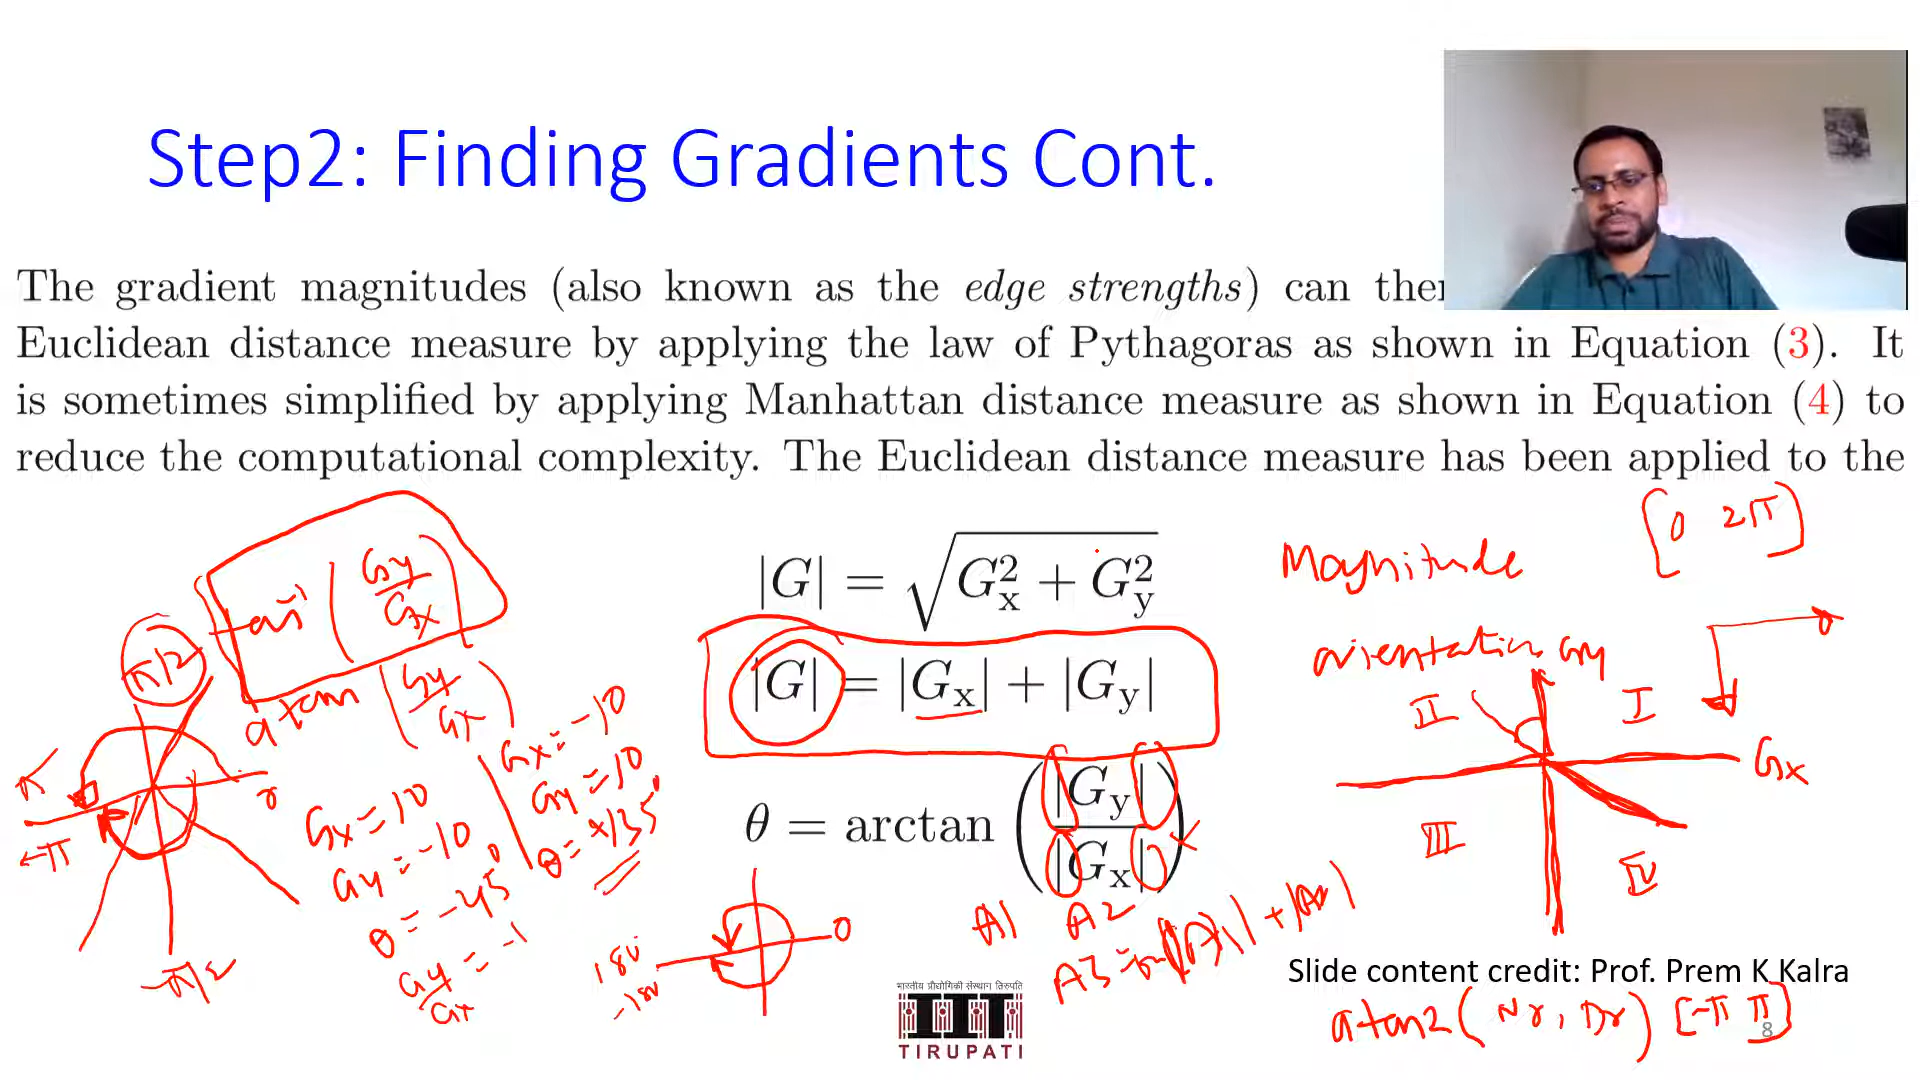 Step2: Finding Gradients Cont.
The gradient magnitudes (also known as the edge strengths) can ther
Euclidean distance measure by applying the law of Pythagoras as shown in Equation (3). It
is sometimes simplified by applying Manhattan distance measure as shown in Equation (4) to
reduce the computational complexity. The Euclidean distance measure has been applied to the
|G| = √(Gx² + Gy²)
|G| = |Gx| + |Gy|
θ = arctan(|Gy| / |Gx|)
tan⁻¹(Gy/Gx)
atan(Gy/Gx)
π/2
π
-π
-π/2
Gx = 10
Gy = -10
θ = -45°
Gy/Gx = -1
Gx = -10
Gy = 10
θ = +135°
180
-180
0
A1 A2
[0 2π]
Magnitude
orientation
Gy
II I
Gx
III IV
Slide content credit: Prof. Prem K Kalra
atan2(Nr, Dr) [-π π]
8
भारतीय प्रौद्योगिकी संस्थान तिरुपति
TIRUPATI